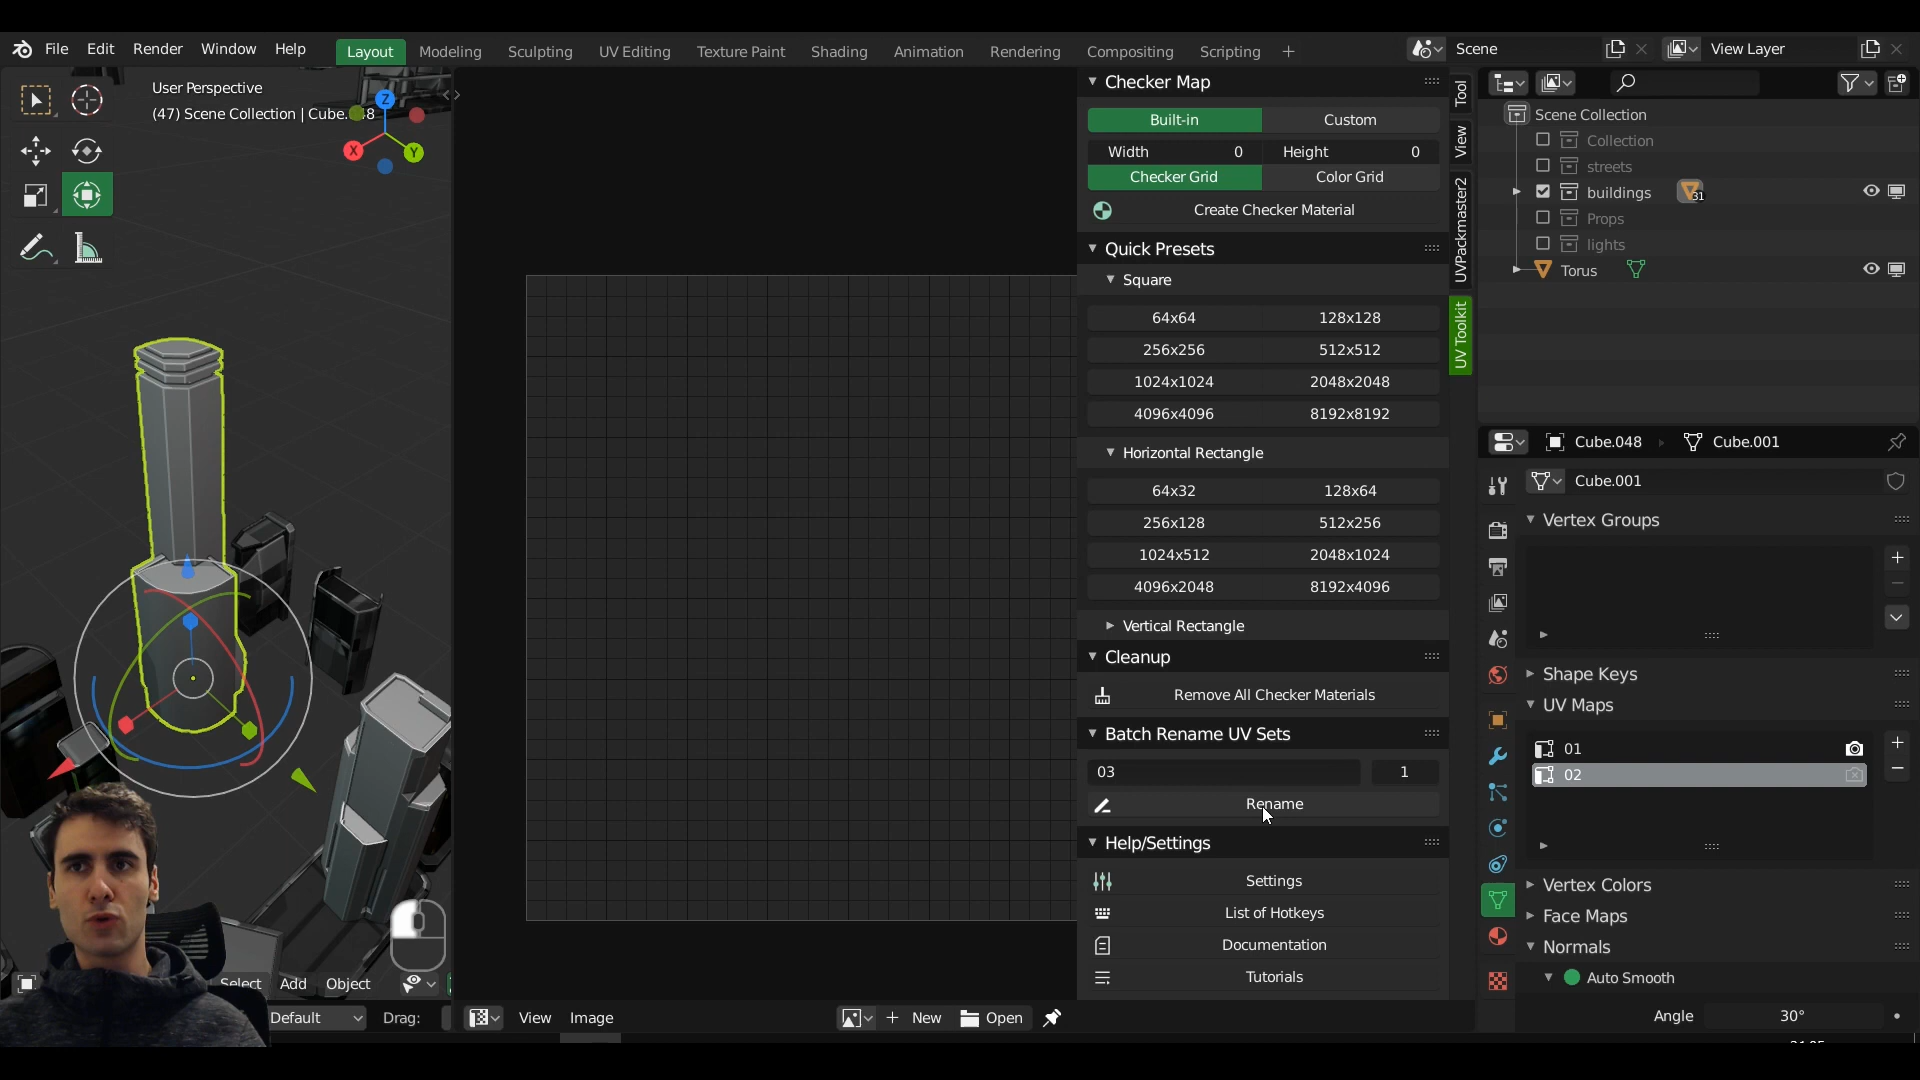 File Edit Render Window Help
Layout Modeling Sculpting UV Editing Texture Paint Shading Animation Rendering Compositing Scripting +
Scene
View Layer
User Perspective
(47) Scene Collection | Cube.
8
Z
X
Y
Checker Map
Built-in Custom
Width 0 Height 0
Checker Grid Color Grid
Create Checker Material
Quick Presets
Square
64x64 128x128
256x256 512x512
1024x1024 2048x2048
4096x4096 8192x8192
Horizontal Rectangle
64x32 128x64
256x128 512x256
1024x512 2048x1024
4096x2048 8192x4096
Vertical Rectangle
Cleanup
Remove All Checker Materials
Batch Rename UV Sets
03 1
Rename
Help/Settings
Settings
List of Hotkeys
Documentation
Tutorials
Tool
View
UVPackmaster2
UV Toolkit
Scene Collection
Collection
streets
buildings 31
Props
lights
Torus
Cube.048 Cube.001
Cube.001
Vertex Groups
Shape Keys
UV Maps
01
02
Vertex Colors
Face Maps
Normals
Auto Smooth
Angle 30°
Select Add Object
Default Drag:
View Image
New Open